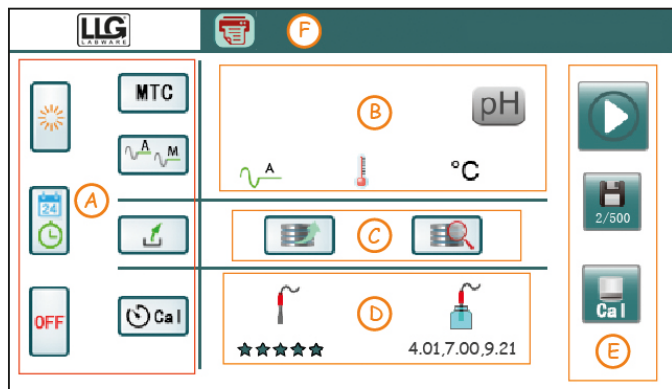 LLG
LABWARE
F
MTC
A M
24
A
OFF
Cal
B
pH
A
°C
C
D
4.01,7.00,9.21
2/500
Cal
E